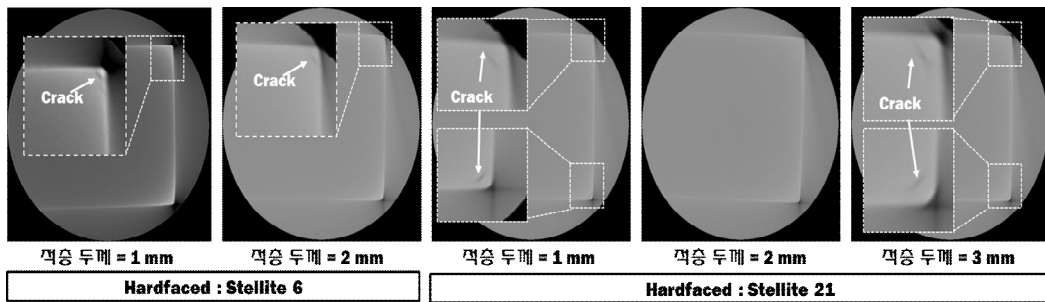 Crack
Crack
Crack
Crack
적층 두께 = 1 mm
적층 두께 = 2 mm
적층 두께 = 1 mm
적층 두께 = 2 mm
적층 두께 = 3 mm
Hardfaced : Stellite 6
Hardfaced : Stellite 21